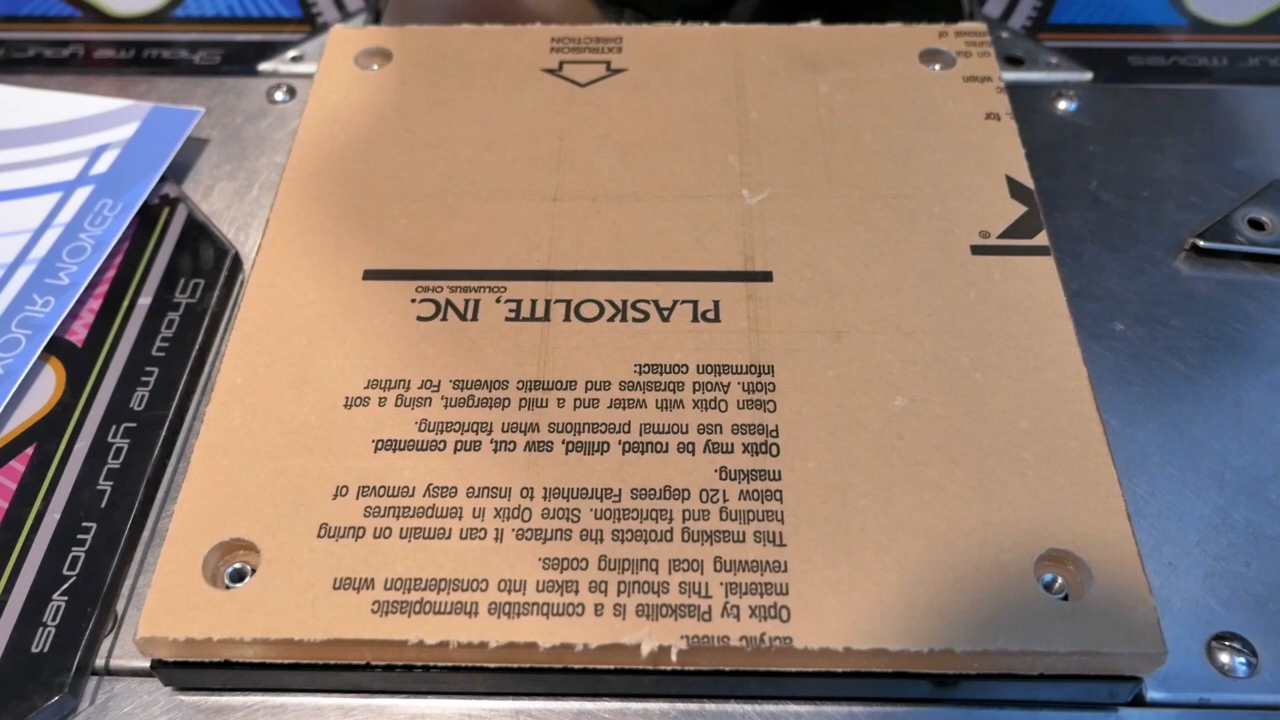 acrylic sheet.
Optix by Plaskolite is a combustible thermoplastic
material. This should be taken into consideration when
reviewing local building codes.
This masking protects the surface. It can remain on during
handling and fabrication. Store Optix in temperatures
below 120 degrees Fahrenheit to insure easy removal of
masking.
Optix may be routed, drilled, saw cut, and cemented.
Please use normal precautions when fabricating.
Clean Optix with water and a mild detergent, using a soft
cloth. Avoid abrasives and aromatic solvents. For further
information contact:
PLASKOLITE, INC.
COLUMBUS, OHIO
EXTRUSION
DIRECTION
®
for
when
on during
of
Show me your moves
YOUR MOVES
Show me your
moves